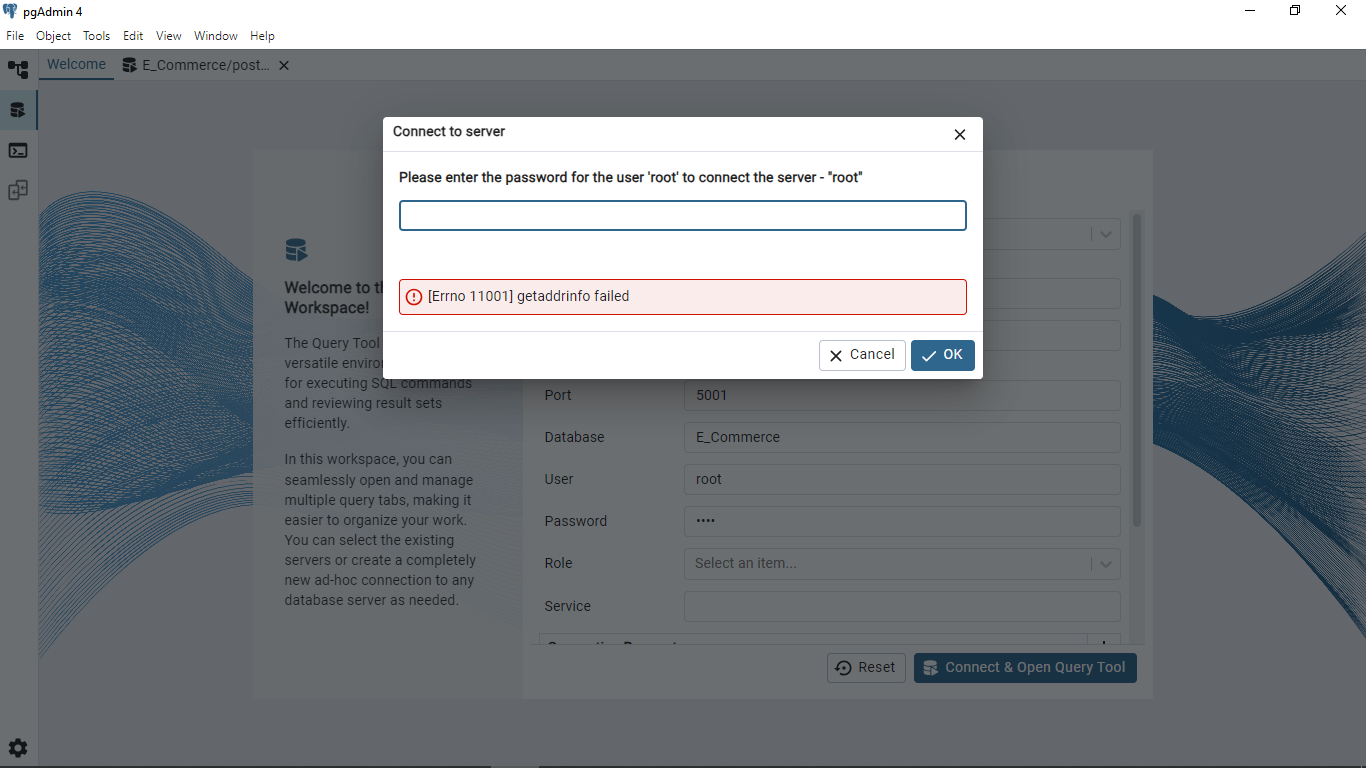 pgAdmin 4
File Object Tools Edit View Window Help
Welcome E_Commerce/post...
Connect to server
Please enter the password for the user 'root' to connect the server - "root"
[Errno 11001] getaddrinfo failed
Cancel OK
Welcome to t
Workspace!
The Query Tool
versatile enviro
for executing SQL commands
and reviewing result sets
efficiently.
In this workspace, you can
seamlessly open and manage
multiple query tabs, making it
easier to organize your work.
You can select the existing
servers or create a completely
new ad-hoc connection to any
database server as needed.
Port 5001
Database E_Commerce
User root
Password ••••
Role Select an item...
Service
Reset Connect & Open Query Tool